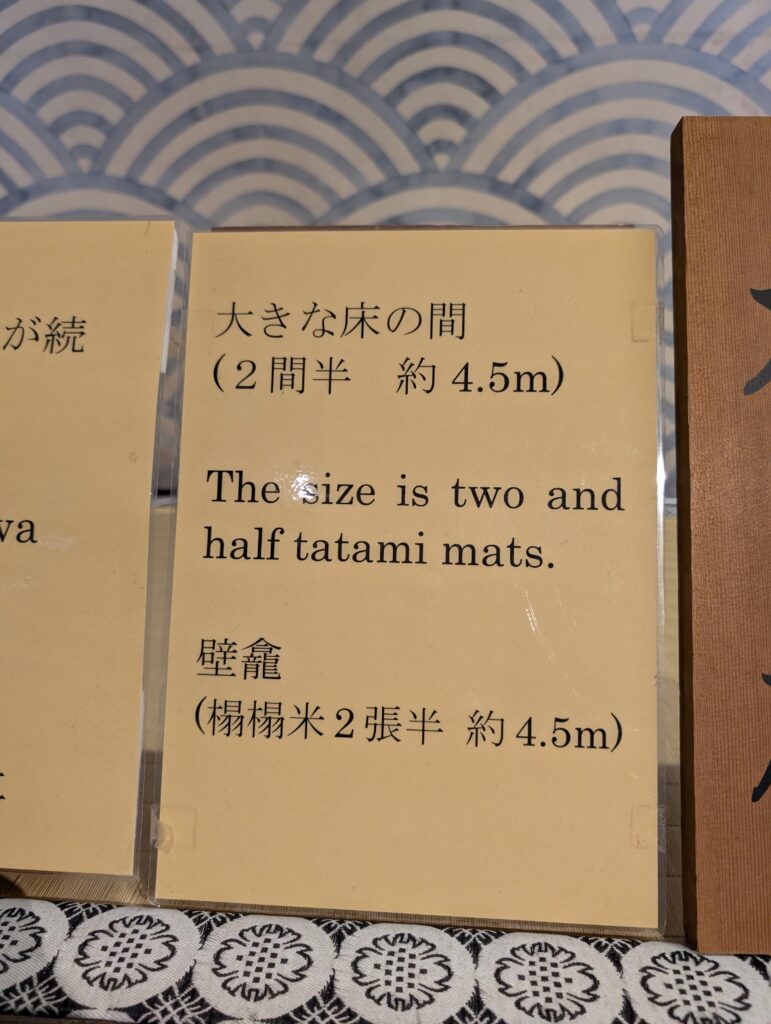 が続
va
大きな床の間
(２間半　約 4.5m)
The size is two and
half tatami mats.
壁龕
(榻榻米２張半 約4.5m)